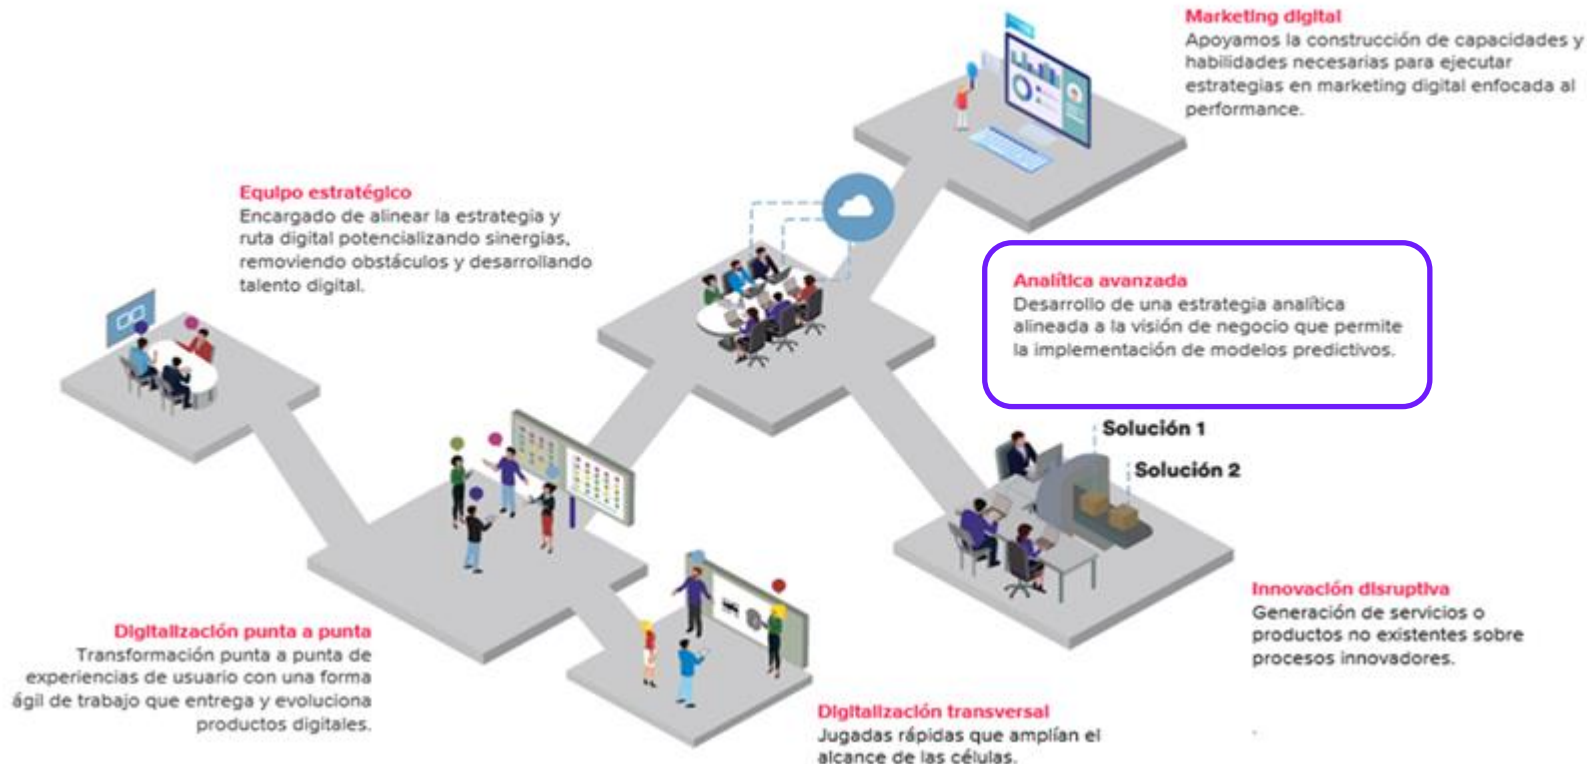 Marketing digital
Apoyamos la construcción de capacidades y
habilidades necesarias para ejecutar
estrategias en marketing digital enfocada al
performance.
Equipo estratégico
Encargado de alinear la estrategia y
ruta digital potencializando sinergias,
removiendo obstáculos y desarrollando
talento digital.
Analítica avanzada
Desarrollo de una estrategia analítica
alineada a la visión de negocio que permite
la implementación de modelos predictivos.
Solución 1
Solución 2
Innovación disruptiva
Generación de servicios o
productos no existentes sobre
procesos innovadores.
Digitalización punta a punta
Transformación punta a punta de
experiencias de usuario con una forma
ágil de trabajo que entrega y evoluciona
productos digitales.
Digitalización transversal
Jugadas rápidas que amplían el
alcance de las células.